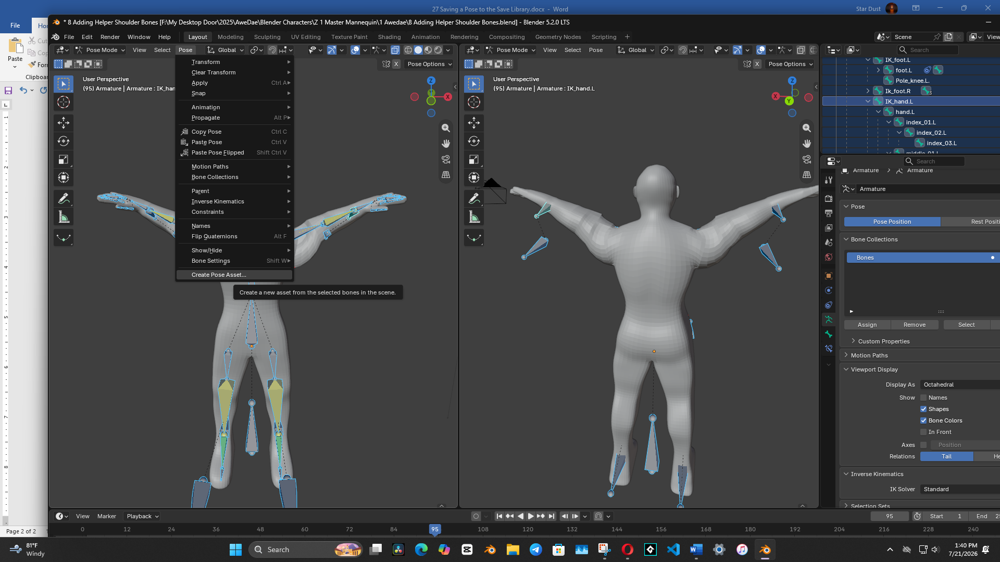 27 Saving a Pose to the Save Library.docx - Word
Star Dust
File
Paste
Clipboa
Page 2 of 2
* 8 Adding Helper Shoulder Bones [F:\My Desktop Door\2025\AweDae\Blender Characters\Z 1 Master Mannequin\1 Awedae\8 Adding Helper Shoulder Bones.blend] - Blender 5.2.0 LTS
File Edit Render Window Help Layout Modeling Sculpting UV Editing Texture Paint Shading Animation Rendering Compositing Geometry Nodes Scripting + Scene View
Pose Mode View Select Pose Global
Pose Mode View Select Pose Global
Search
X Pose Options
X Pose Options
User Perspective
(95) Armature | Armature : IK_han
User Perspective
(95) Armature | Armature : IK_hand.L
Z X
Z X Y
Transform
Clear Transform
Apply Ctrl A
Snap
Animation
Propagate Alt P
Copy Pose Ctrl C
Paste Pose Ctrl V
Paste Pose Flipped Shift Ctrl V
Motion Paths
Bone Collections
Parent
Inverse Kinematics
Constraints
Names
Flip Quaternions Alt F
Show/Hide
Bone Settings Shift W
Create Pose Asset...
Create a new asset from the selected bones in the scene.
IK_foot.L
foot.L
Pole_knee.L.
Ik_foot.R 3
IK_hand.L
hand.L
index_01.L
index_02.L
index_03.L
middle_01.L
Search
Armature > Armature
Armature
Pose
Pose Position Rest Positi
Bone Collections
Bones
Assign Remove Select
Custom Properties
Motion Paths
Viewport Display
Display As Octahedral
Show Names
Shapes
Bone Colors
In Front
Axes Position
Relations Tail He
Inverse Kinematics
IK Solver Standard
Selection Sets
View Marker Playback 95 Start 1 End 25
0 12 24 36 48 60 72 84 95 108 120 132 144 156 168 180 192 204 216 228 240
1
2
3
4
5
6
7
8
81°F
Windy
Search
1:40 PM
7/21/2026